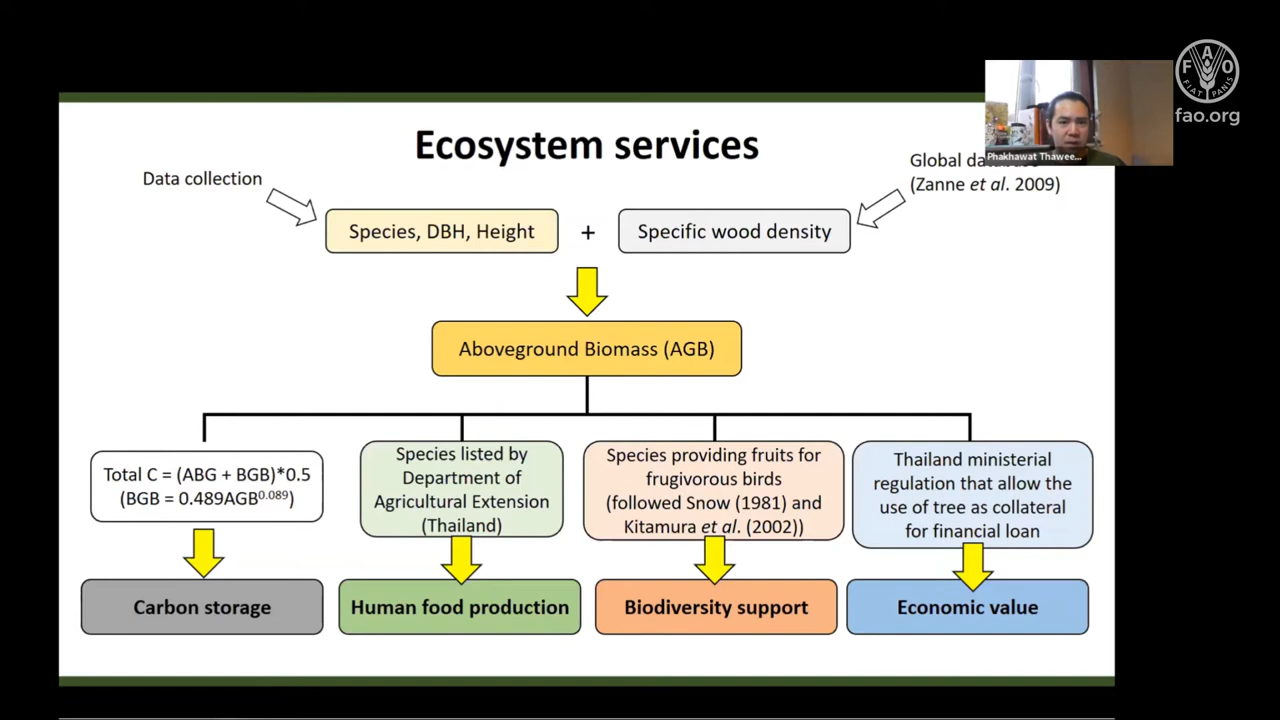 FAO
FIAT PANIS
fao.org
Phakhawat Thawee...
Ecosystem services
Data collection
Global
(Zanne et al. 2009)
Species, DBH, Height
+
Specific wood density
Aboveground Biomass (AGB)
Total C = (ABG + BGB)*0.5
(BGB = 0.489AGB^0.089)
Species listed by
Department of
Agricultural Extension
(Thailand)
Species providing fruits for
frugivorous birds
(followed Snow (1981) and
Kitamura et al. (2002))
Thailand ministerial
regulation that allow the
use of tree as collateral
for financial loan
Carbon storage
Human food production
Biodiversity support
Economic value